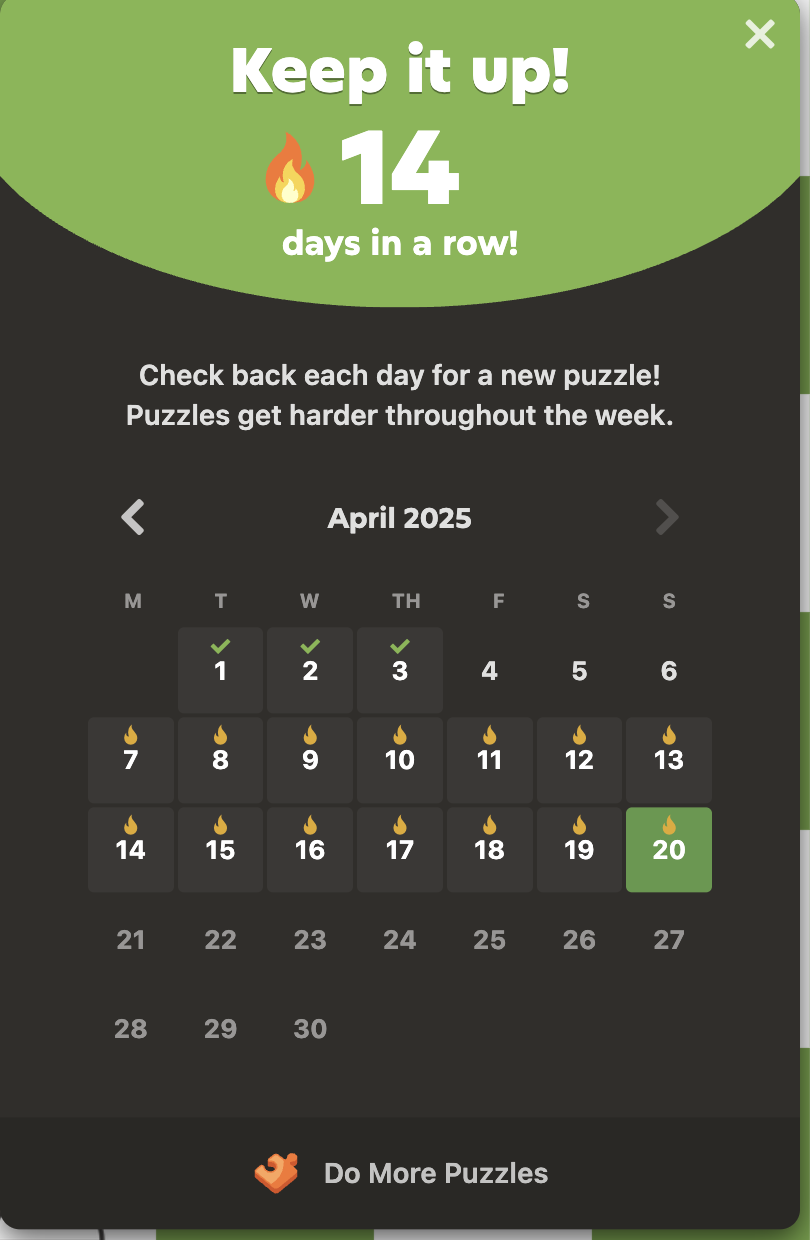 Keep it up!
14
days in a row!
Check back each day for a new puzzle!
Puzzles get harder throughout the week.
April 2025
M T W TH F S S
1 2 3 4 5 6
7 8 9 10 11 12 13
14 15 16 17 18 19 20
21 22 23 24 25 26 27
28 29 30
Do More Puzzles